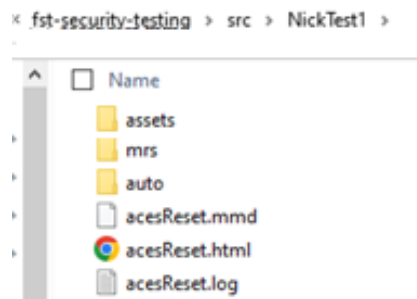 fst-security-testing > src > NickTest1 >
Name
assets
mrs
auto
acesReset.mmd
acesReset.html
acesReset.log